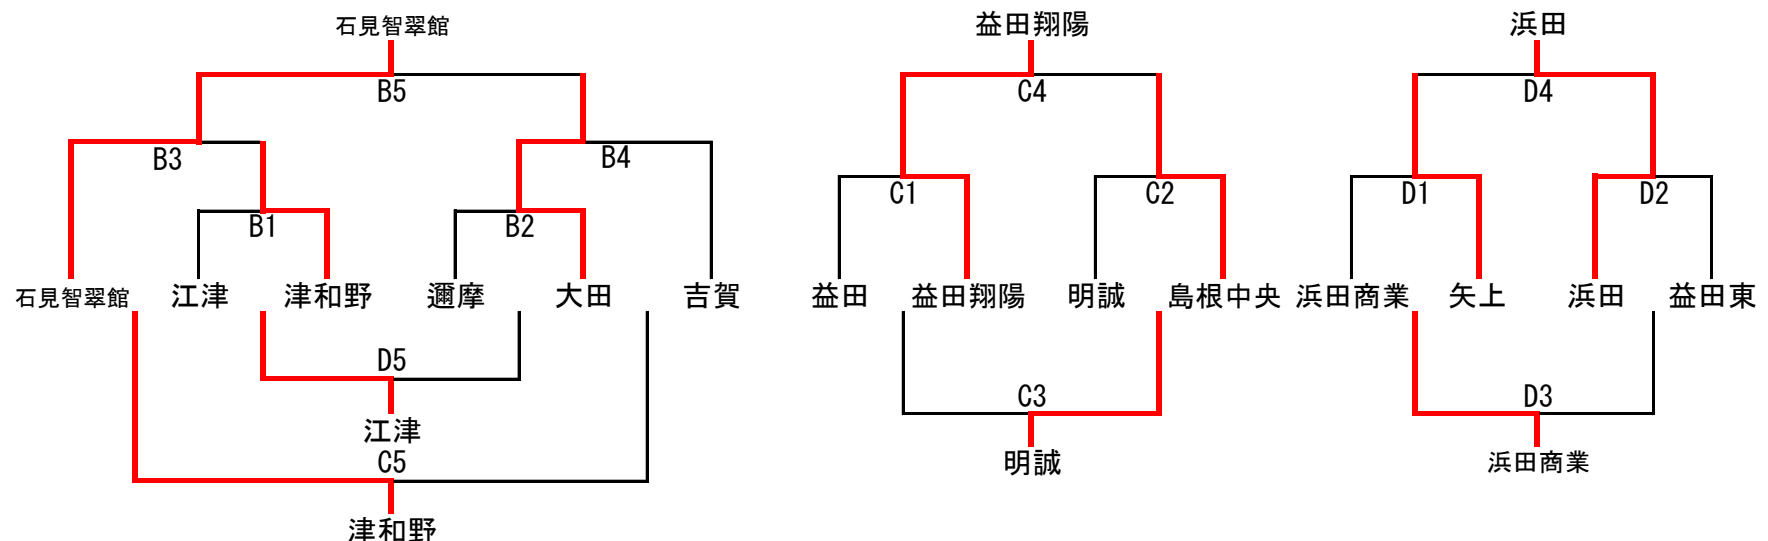 石見智翠館
益田翔陽
浜田
B5
C4
D4
B3
B4
C1
C2
D1
D2
B1
B2
石見智翠館
江津
津和野
邇摩
大田
吉賀
益田
益田翔陽
明誠
島根中央
浜田商業
矢上
浜田
益田東
D5
C3
D3
江津
C5
明誠
浜田商業
津和野